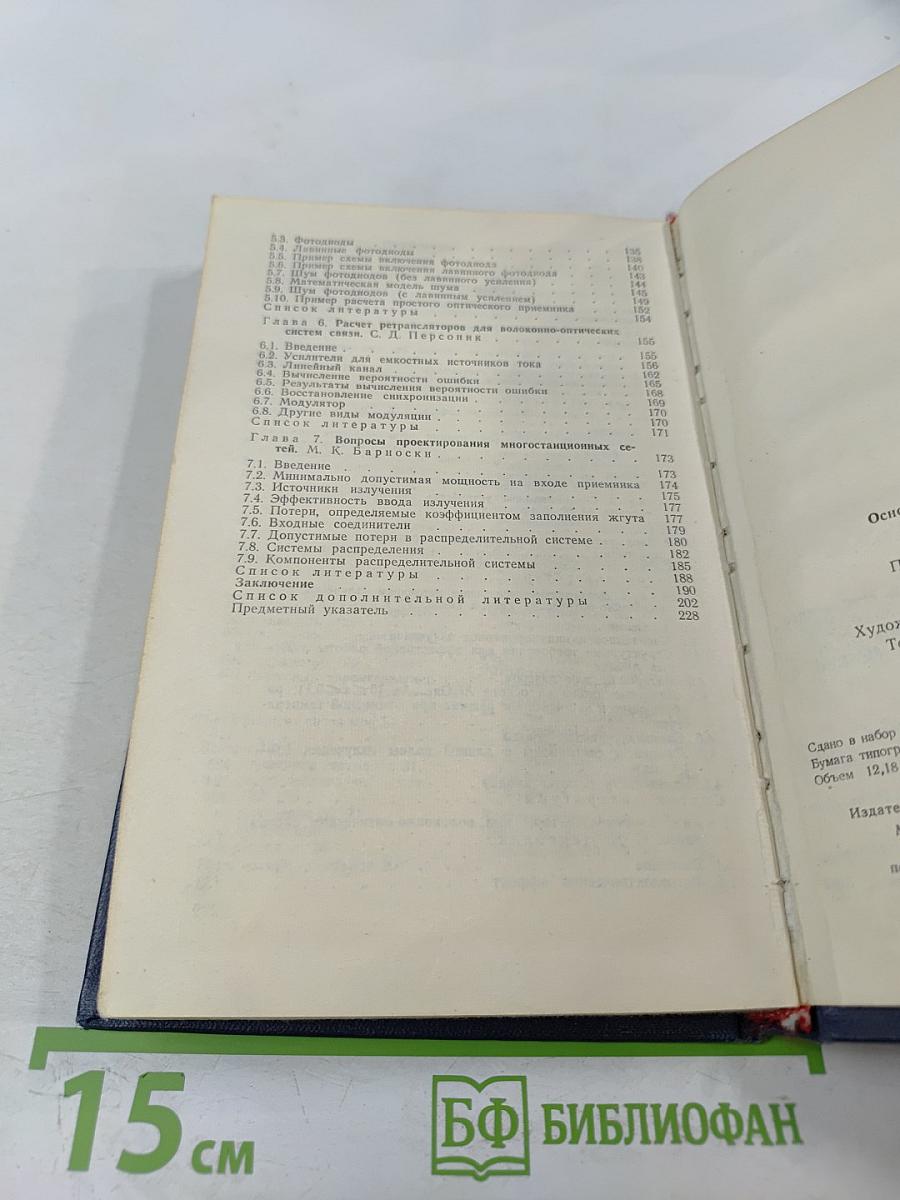 5.3. Фотодиоды . . . . . . . . . . . 135
5.4. Лавинные фотодиоды . . . . . . . . 138
5.5. Пример схемы включения фотодиода . . . . 140
5.6. Пример схемы включения лавинного фотодиода . . 143
5.7. Шум фотодиодов (без лавинного усиления) . . . 144
5.8. Математическая модель шума . . . . . . 145
5.9. Шум фотодиодов (с лавинным усилением) . . . 149
5.10. Пример расчета простого оптического приемника . . 152
Список литературы . . . . . . . . . 154
Глава 6. Расчет ретрансляторов для волоконно-оптических
систем связи. С. Д. Персоник . . . . . . 155
6.1. Введение . . . . . . . . . . . 155
6.2. Усилители для емкостных источников тока . . . 156
6.3. Линейный канал . . . . . . . . . 162
6.4. Вычисление вероятности ошибки . . . . . 165
6.5. Результаты вычисления вероятности ошибки . . . 168
6.6. Восстановление синхронизации . . . . . . 169
6.7. Модулятор . . . . . . . . . . 170
6.8. Другие виды модуляции . . . . . . . 170
Список литературы . . . . . . . . . 171
Глава 7. Вопросы проектирования многостанционных се-
тей. М. К. Барноски . . . . . . . . 173
7.1. Введение . . . . . . . . . . . 173
7.2. Минимально допустимая мощность на входе приемника 174
7.3. Источники излучения . . . . . . . . 175
7.4. Эффективность ввода излучения . . . . . 177
7.5. Потери, определяемые коэффициентом заполнения жгута 177
7.6. Входные соединители . . . . . . . . 179
7.7. Допустимые потери в распределительной системе . . 180
7.8. Системы распределения . . . . . . . 182
7.9. Компоненты распределительной системы . . . . 185
Список литературы . . . . . . . . . 188
Заключение . . . . . . . . . . . 190
Список дополнительной литературы . . . 202
Предметный указатель . . . . . . . . 228
Основ
П
Худож
Те
Сдано в набор
Бумага типогр
Объем 12,18
Издате
по
15 см
БФ БИБЛИОФАН